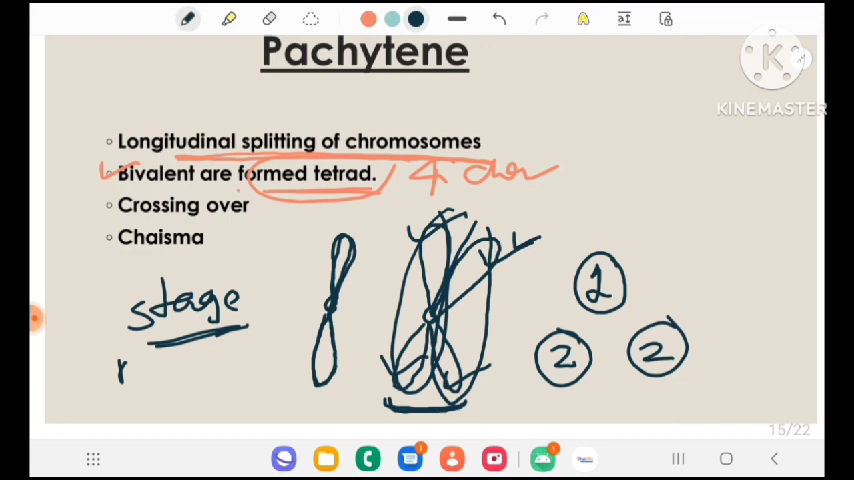 Pachytene
KINEMASTER
◦ Longitudinal splitting of chromosomes
◦ Bivalent are formed tetrad. 4
◦ Crossing over
◦ Chaisma
stage
1
2 2
15/22